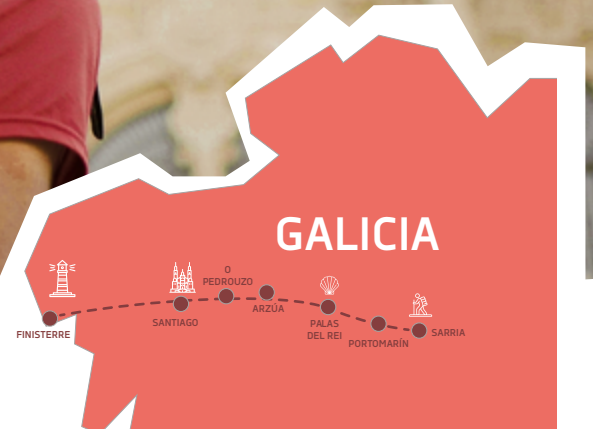 GALICIA
O
PEDROUZO
FINISTERRE
SANTIAGO
ARZÚA
PALAS
DEL REI
PORTOMARÍN
SARRIA